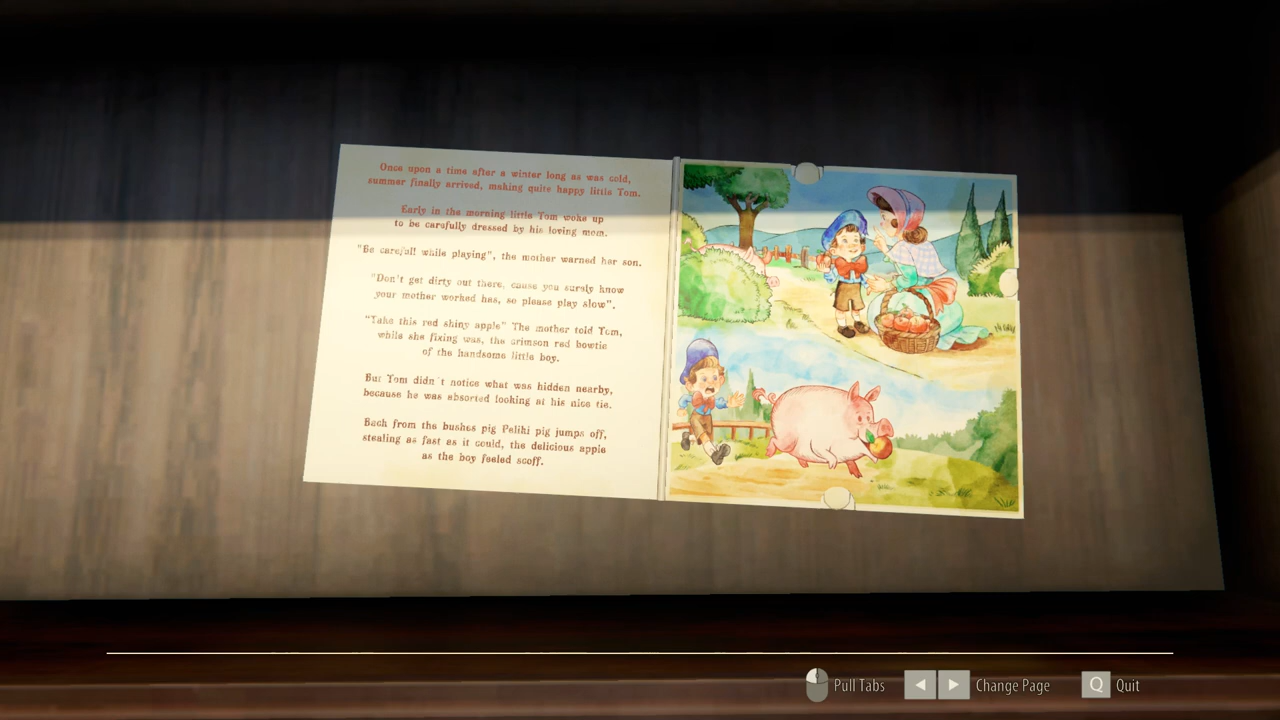 Once upon a time after a winter long as was cold,
summer finally arrived, making quite happy little Tom.
Early in the morning little Tom woke up
to be carefully dressed by his loving mom.
"Be carefull while playing", the mother warned her son.
"Don't get dirty out there, cause you surely know
your mother worked has, so please play slow".
"Take this red shiny apple" The mother told Tom,
while she fixing was, the crimson red bowtie
of the handsome little boy.
But Tom didn't notice what was hidden nearby,
because he was absorted looking at his nice tie.
Bach from the bushes pig Peliki pig jumps off,
stealing as fast as it could, the delicious apple
as the boy feeled scoff.
Pull Tabs
Change Page
Q Quit